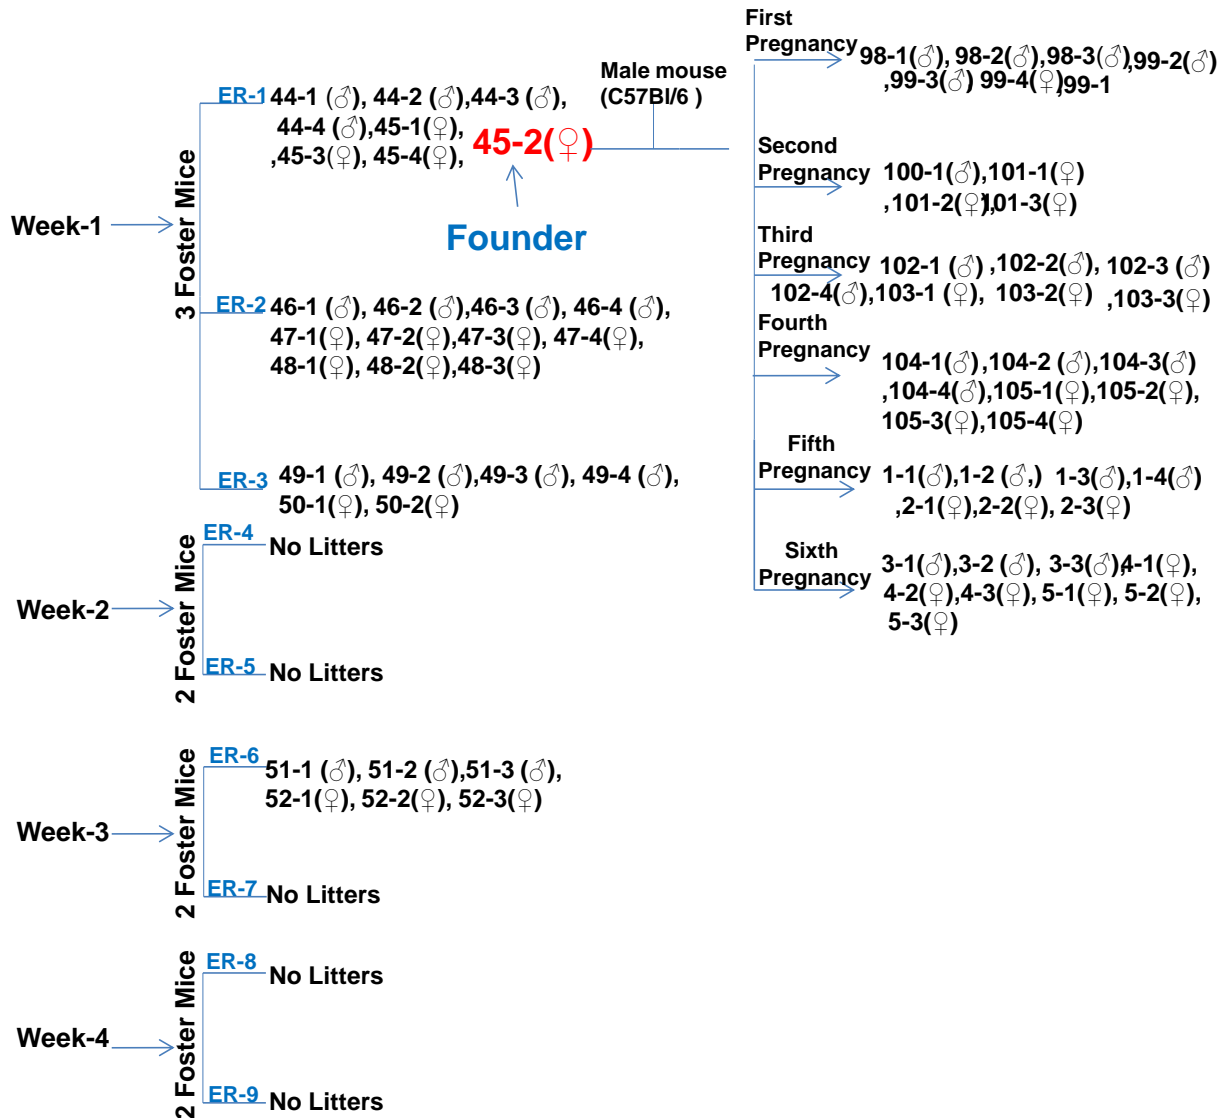 First
Pregnancy
98-1(♂), 98-2(♂),98-3(♂),99-2(♂)
,99-3(♂) 99-4(♀),99-1
Male mouse
(C57Bl/6 )
ER-1
44-1 (♂), 44-2 (♂),44-3 (♂),
44-4 (♂),45-1(♀),
,45-3(♀), 45-4(♀),
45-2(♀)
Founder
Second
Pregnancy
100-1(♂),101-1(♀)
,101-2(♀),101-3(♀)
Week-1
3 Foster Mice
Third
Pregnancy
102-1 (♂) ,102-2(♂), 102-3 (♂)
102-4(♂),103-1 (♀), 103-2(♀) ,103-3(♀)
ER-2
46-1 (♂), 46-2 (♂),46-3 (♂), 46-4 (♂),
47-1(♀), 47-2(♀),47-3(♀), 47-4(♀),
48-1(♀), 48-2(♀),48-3(♀)
Fourth
Pregnancy
104-1(♂),104-2 (♂),104-3(♂)
,104-4(♂),105-1(♀),105-2(♀),
105-3(♀),105-4(♀)
ER-3
49-1 (♂), 49-2 (♂),49-3 (♂), 49-4 (♂),
50-1(♀), 50-2(♀)
Fifth
Pregnancy
1-1(♂),1-2 (♂,) 1-3(♂),1-4(♂)
,2-1(♀),2-2(♀), 2-3(♀)
Sixth
Pregnancy
3-1(♂),3-2 (♂), 3-3(♂),4-1(♀),
4-2(♀),4-3(♀), 5-1(♀), 5-2(♀),
5-3(♀)
Week-2
2 Foster Mice
ER-4
No Litters
ER-5
No Litters
Week-3
2 Foster Mice
ER-6
51-1 (♂), 51-2 (♂),51-3 (♂),
52-1(♀), 52-2(♀), 52-3(♀)
ER-7
No Litters
Week-4
2 Foster Mice
ER-8
No Litters
ER-9
No Litters